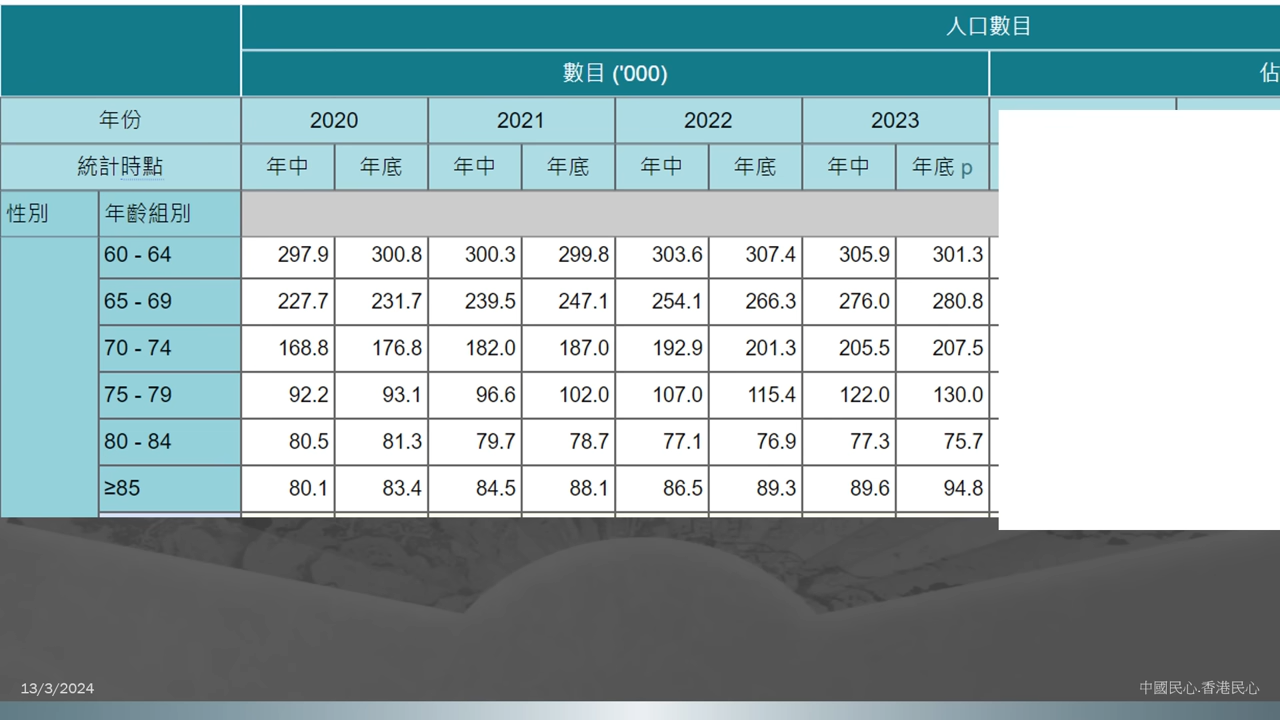 人口數目
數目 ('000)
佔
年份 2020 2021 2022 2023
統計時點 年中 年底 年中 年底 年中 年底 年中 年底 p
性別 年齡組別
60 - 64 297.9 300.8 300.3 299.8 303.6 307.4 305.9 301.3
65 - 69 227.7 231.7 239.5 247.1 254.1 266.3 276.0 280.8
70 - 74 168.8 176.8 182.0 187.0 192.9 201.3 205.5 207.5
75 - 79 92.2 93.1 96.6 102.0 107.0 115.4 122.0 130.0
80 - 84 80.5 81.3 79.7 78.7 77.1 76.9 77.3 75.7
≥85 80.1 83.4 84.5 88.1 86.5 89.3 89.6 94.8
13/3/2024
中國民心.香港民心